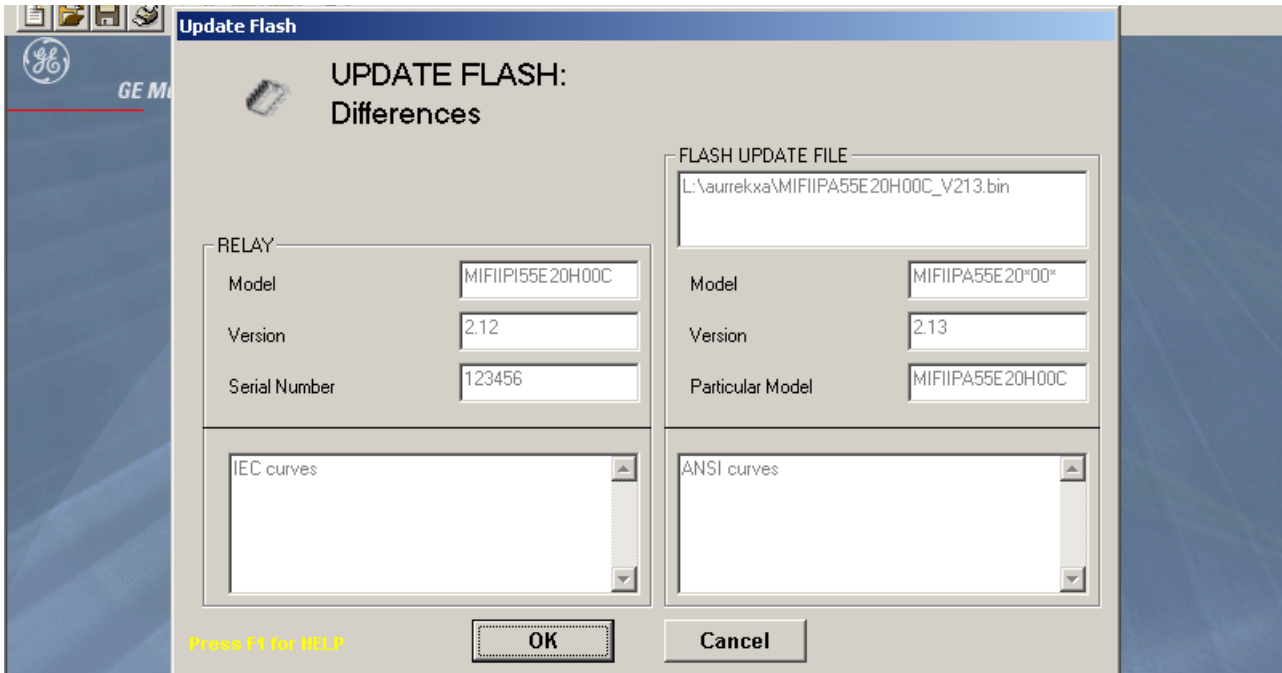 Update Flash
GE Mu
UPDATE FLASH:
Differences
FLASH UPDATE FILE
L:\aurrekxa\MIFIIPA55E20H00C_V213.bin
RELAY
Model
MIFIIPI55E20H00C
Version
2.12
Serial Number
123456
Model
MIFIIPA55E20*00*
Version
2.13
Particular Model
MIFIIPA55E20H00C
IEC curves
ANSI curves
Press F1 for HELP
OK
Cancel